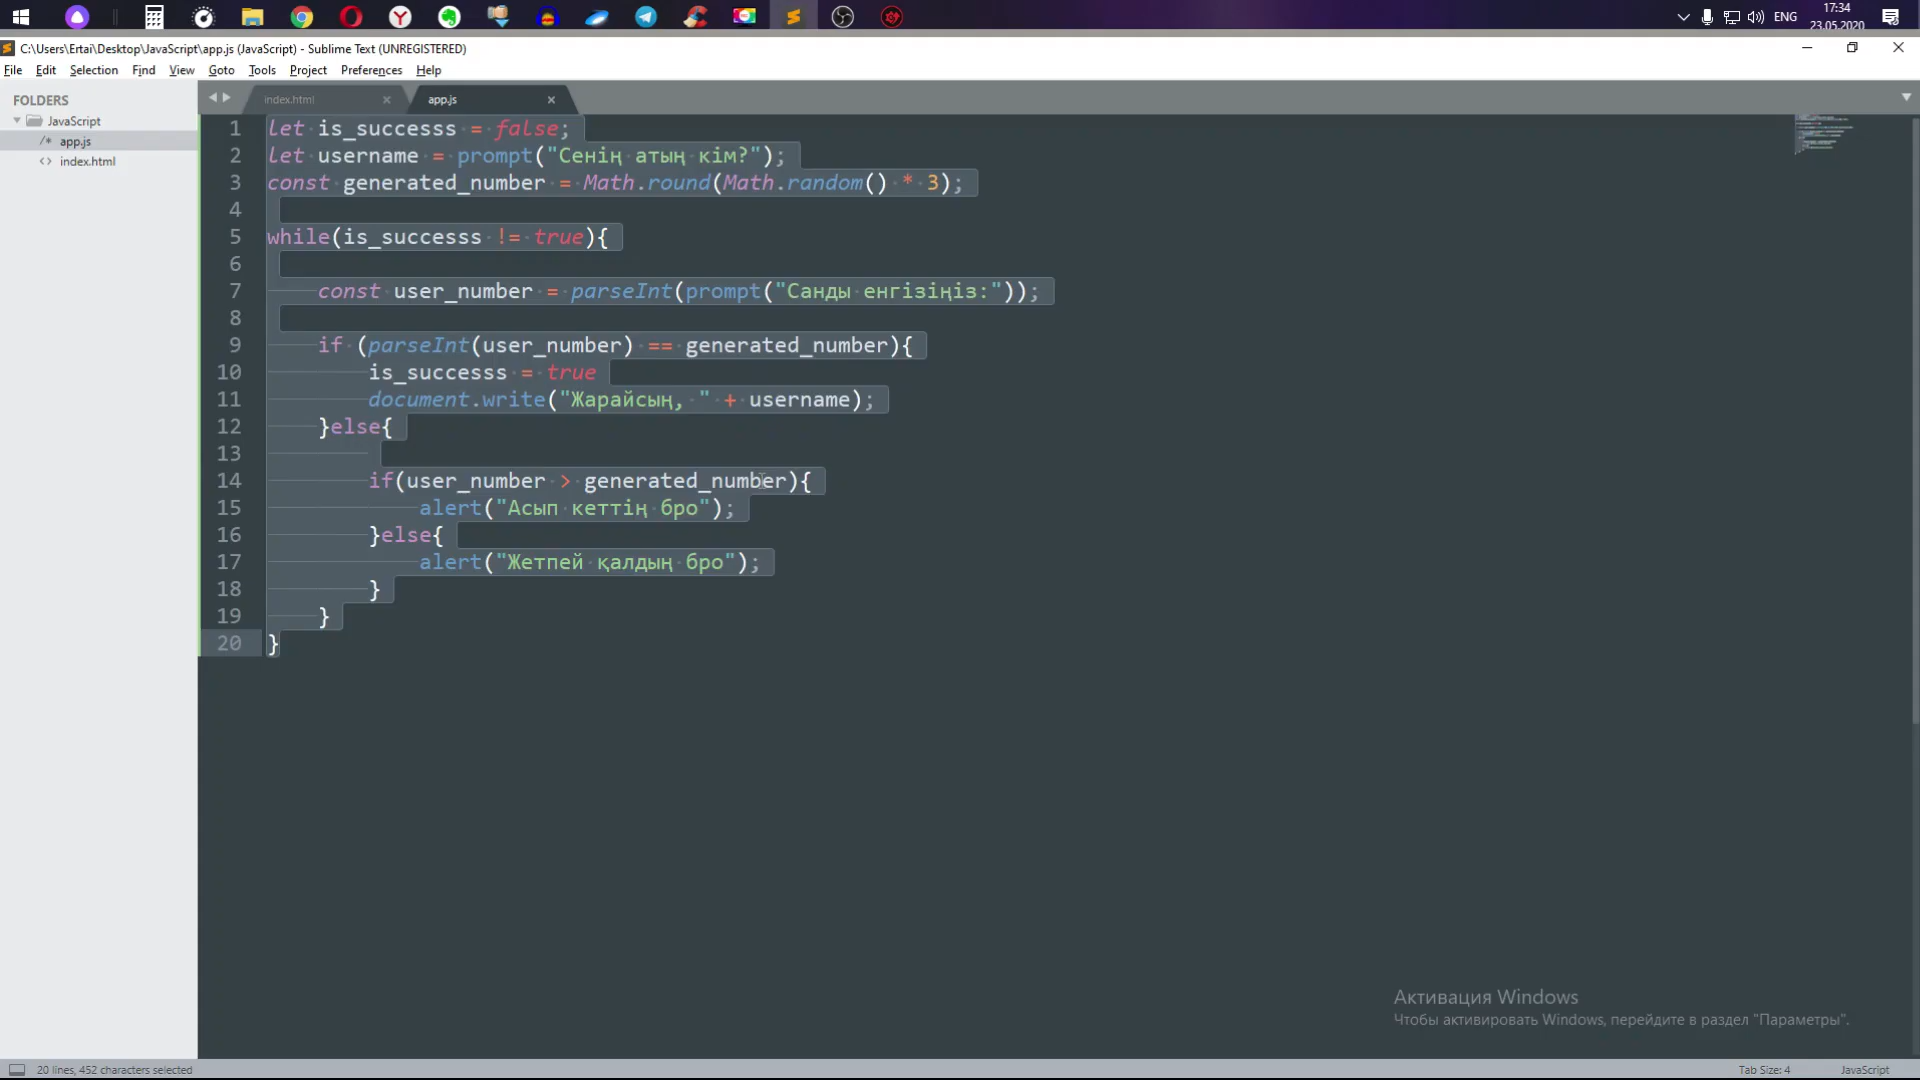 17:34
ENG
23.05.2020
C:\Users\Ertai\Desktop\JavaScript\app.js (JavaScript) - Sublime Text (UNREGISTERED)
File Edit Selection Find View Goto Tools Project Preferences Help
FOLDERS
JavaScript
/* app.js
<> index.html
index.html
app.js
1 let is_successs = false;
2 let username = prompt("Сенің атың кім?");
3 const generated_number = Math.round(Math.random() * 3);
4
5 while(is_successs != true){
6
7 const user_number = parseInt(prompt("Санды енгізіңіз:"));
8
9 if (parseInt(user_number) == generated_number){
10 is_successs = true
11 document.write("Жарайсың, " + username);
12 }else{
13
14 if(user_number > generated_number){
15 alert("Асып кеттің бро");
16 }else{
17 alert("Жетпей қалдың бро");
18 }
19 }
20 }
Активация Windows
Чтобы активировать Windows, перейдите в раздел "Параметры".
20 lines, 452 characters selected
Tab Size: 4
JavaScript